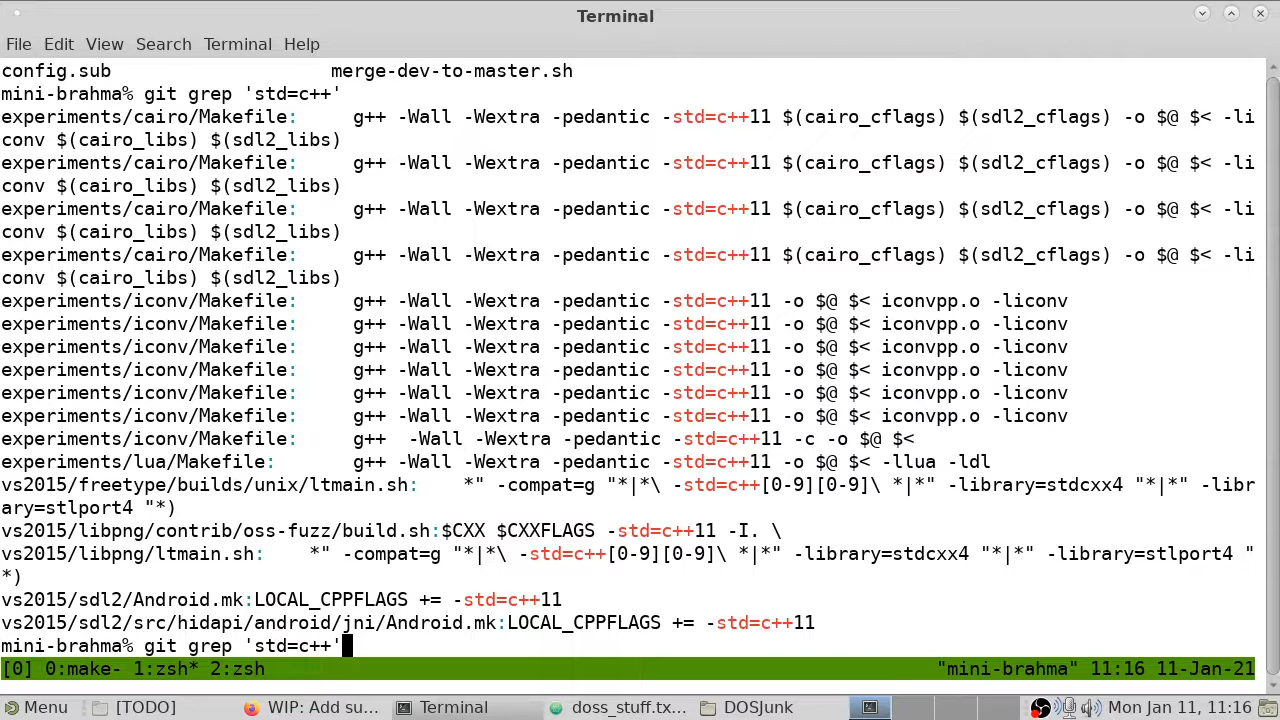 Terminal
File Edit View Search Terminal Help
config.sub                    merge-dev-to-master.sh
mini-brahma% git grep 'std=c++'
experiments/cairo/Makefile:     g++ -Wall -Wextra -pedantic -std=c++11 $(cairo_cflags) $(sdl2_cflags) -o $@ $< -li
conv $(cairo_libs) $(sdl2_libs)
experiments/cairo/Makefile:     g++ -Wall -Wextra -pedantic -std=c++11 $(cairo_cflags) $(sdl2_cflags) -o $@ $< -li
conv $(cairo_libs) $(sdl2_libs)
experiments/cairo/Makefile:     g++ -Wall -Wextra -pedantic -std=c++11 $(cairo_cflags) $(sdl2_cflags) -o $@ $< -li
conv $(cairo_libs) $(sdl2_libs)
experiments/cairo/Makefile:     g++ -Wall -Wextra -pedantic -std=c++11 $(cairo_cflags) $(sdl2_cflags) -o $@ $< -li
conv $(cairo_libs) $(sdl2_libs)
experiments/iconv/Makefile:     g++ -Wall -Wextra -pedantic -std=c++11 -o $@ $< iconvpp.o -liconv
experiments/iconv/Makefile:     g++ -Wall -Wextra -pedantic -std=c++11 -o $@ $< iconvpp.o -liconv
experiments/iconv/Makefile:     g++ -Wall -Wextra -pedantic -std=c++11 -o $@ $< iconvpp.o -liconv
experiments/iconv/Makefile:     g++ -Wall -Wextra -pedantic -std=c++11 -o $@ $< iconvpp.o -liconv
experiments/iconv/Makefile:     g++ -Wall -Wextra -pedantic -std=c++11 -o $@ $< iconvpp.o -liconv
experiments/iconv/Makefile:     g++ -Wall -Wextra -pedantic -std=c++11 -o $@ $< iconvpp.o -liconv
experiments/iconv/Makefile:     g++  -Wall -Wextra -pedantic -std=c++11 -c -o $@ $<
experiments/lua/Makefile:       g++ -Wall -Wextra -pedantic -std=c++11 -o $@ $< -llua -ldl
vs2015/freetype/builds/unix/ltmain.sh:    *" -compat=g "*|*\ -std=c++[0-9][0-9]\ *|*" -library=stdcxx4 "*|*" -libr
ary=stlport4 "*)
vs2015/libpng/contrib/oss-fuzz/build.sh:$CXX $CXXFLAGS -std=c++11 -I. \
vs2015/libpng/ltmain.sh:    *" -compat=g "*|*\ -std=c++[0-9][0-9]\ *|*" -library=stdcxx4 "*|*" -library=stlport4 "
*)
vs2015/sdl2/Android.mk:LOCAL_CPPFLAGS += -std=c++11
vs2015/sdl2/src/hidapi/android/jni/Android.mk:LOCAL_CPPFLAGS += -std=c++11
mini-brahma% git grep 'std=c++'
[0] 0:make- 1:zsh* 2:zsh "mini-brahma" 11:16 11-Jan-21
Menu [TODO] WIP: Add su... Terminal doss_stuff.tx... DOSJunk Mon Jan 11, 11:16